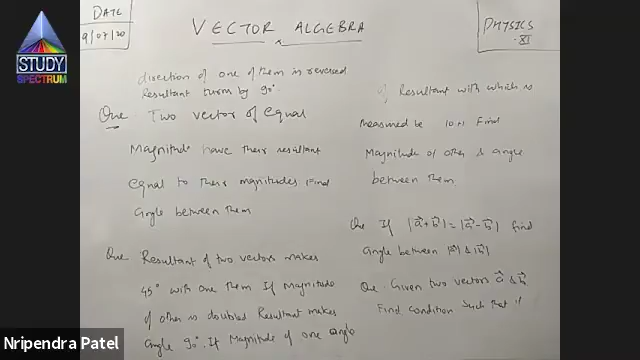 DATE
9/07/20
VECTOR ALGEBRA
PHYSICS
XI
STUDY
SPECTRUM
direction of one of them is reversed
Resultant turn by 90°
Que Two vector of equal
Magnitude have their resultant
equal to their magnitudes Find
angle between them
Que Resultant of two vectors makes
45° with one them If Magnitude
of other is doubled Resultant makes
angle 90°. If Magnitude of one angle
of Resultant with which is
measured be Find
Magnitude of other & angle
between them.
Que If |a⃗+b⃗|=|a⃗-b⃗| find
angle between |a⃗| & |b⃗|
Que. Given two vectors a⃗ & b⃗
Find condition such that if
Nripendra Patel